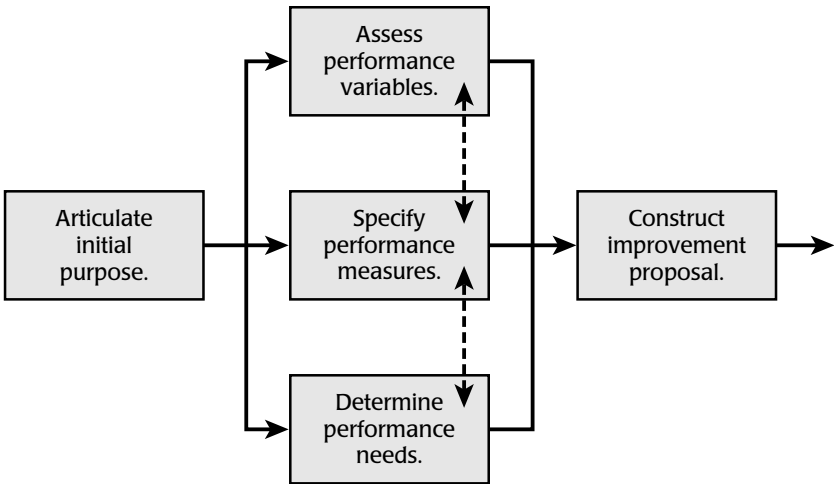 Assess
performance
variables.
Articulate
initial
purpose.
Specify
performance
measures.
Construct
improvement
proposal.
Determine
performance
needs.